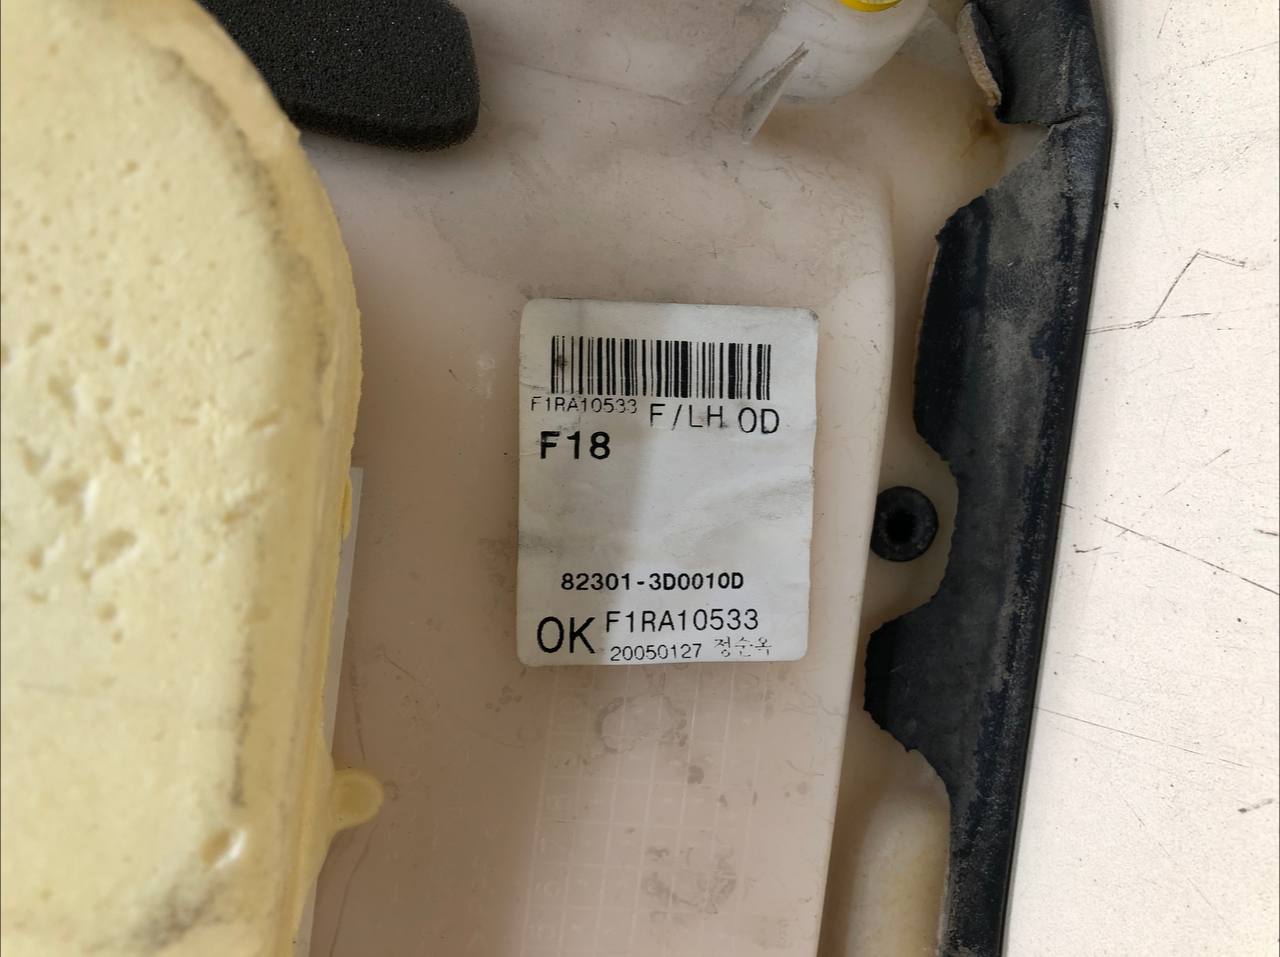 F1RA10533 F/LH OD
F18
82301-3D0010D
OK F1RA10533
20050127 정순옥